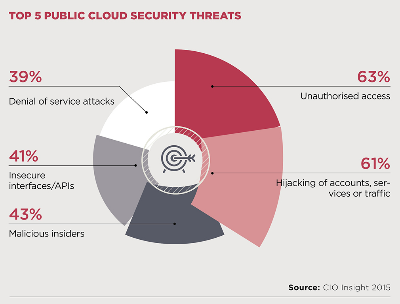 TOP 5 PUBLIC CLOUD SECURITY THREATS
39%
Denial of service attacks
63%
Unauthorised access
41%
Insecure
interfaces/APIs
61%
Hijacking of accounts, ser-
vices or traffic
43%
Malicious insiders
Source: CIO Insight 2015